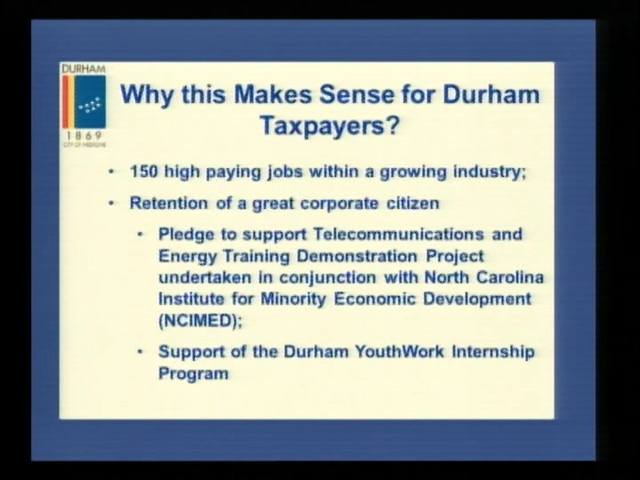 DURHAM
1869
CITY OF MEDICINE
Why this Makes Sense for Durham
Taxpayers?
• 150 high paying jobs within a growing industry;
• Retention of a great corporate citizen
• Pledge to support Telecommunications and
Energy Training Demonstration Project
undertaken in conjunction with North Carolina
Institute for Minority Economic Development
(NCIMED);
• Support of the Durham YouthWork Internship
Program